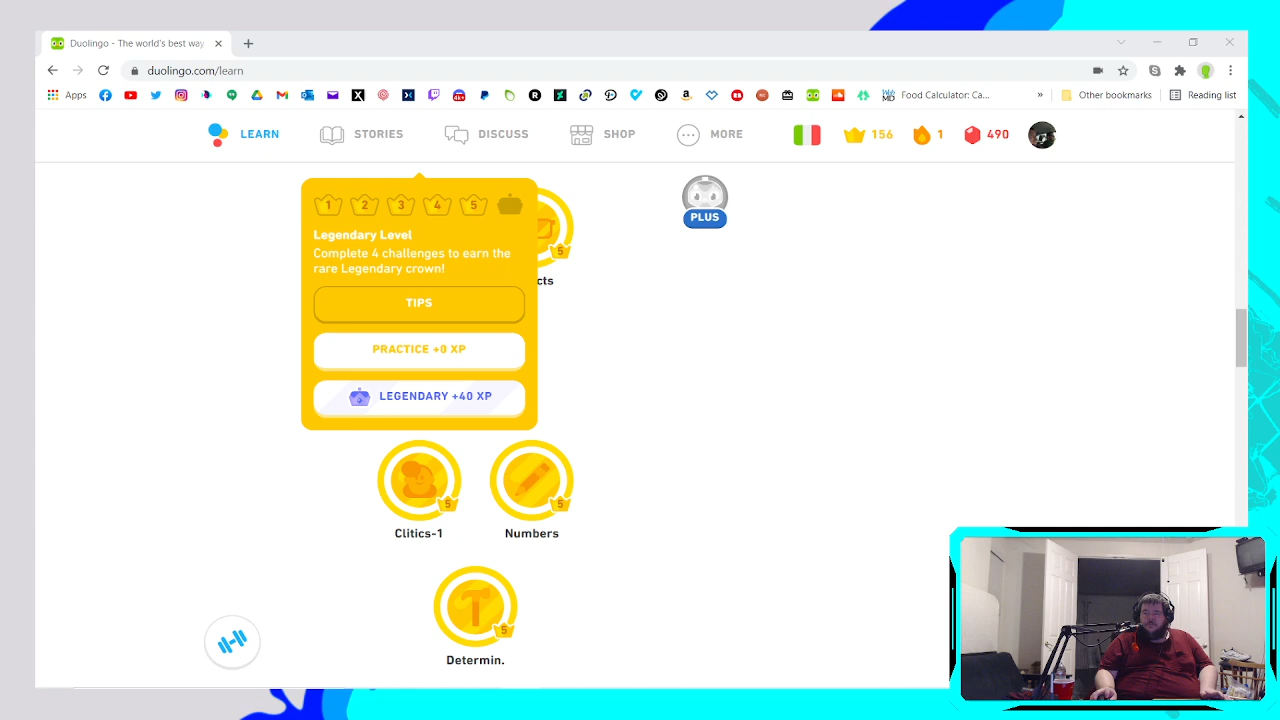 Duolingo - The world's best way
duolingo.com/learn
Apps
Food Calculator: Ca...
»
Other bookmarks
Reading list
LEARN
STORIES
DISCUSS
SHOP
MORE
156
1
490
1 2 3 4 5
Legendary Level
Complete 4 challenges to earn the
rare Legendary crown!
TIPS
PRACTICE +0 XP
LEGENDARY +40 XP
5
cts
PLUS
5
Clitics-1
5
Numbers
5
Determin.